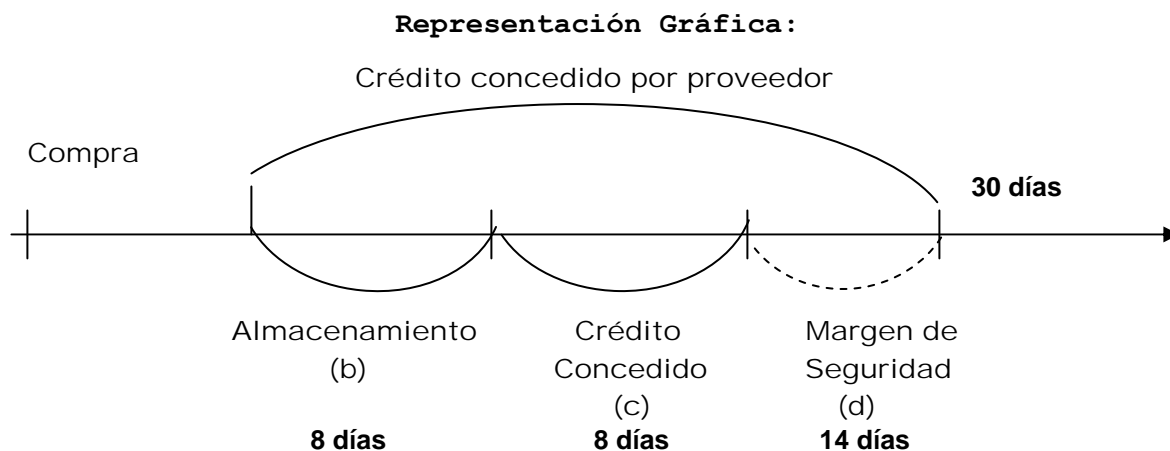 Representación Gráfica:
Crédito concedido por proveedor
Compra
30 días
Almacenamiento
(b)
8 días
Crédito
Concedido
(c)
8 días
Margen de
Seguridad
(d)
14 días